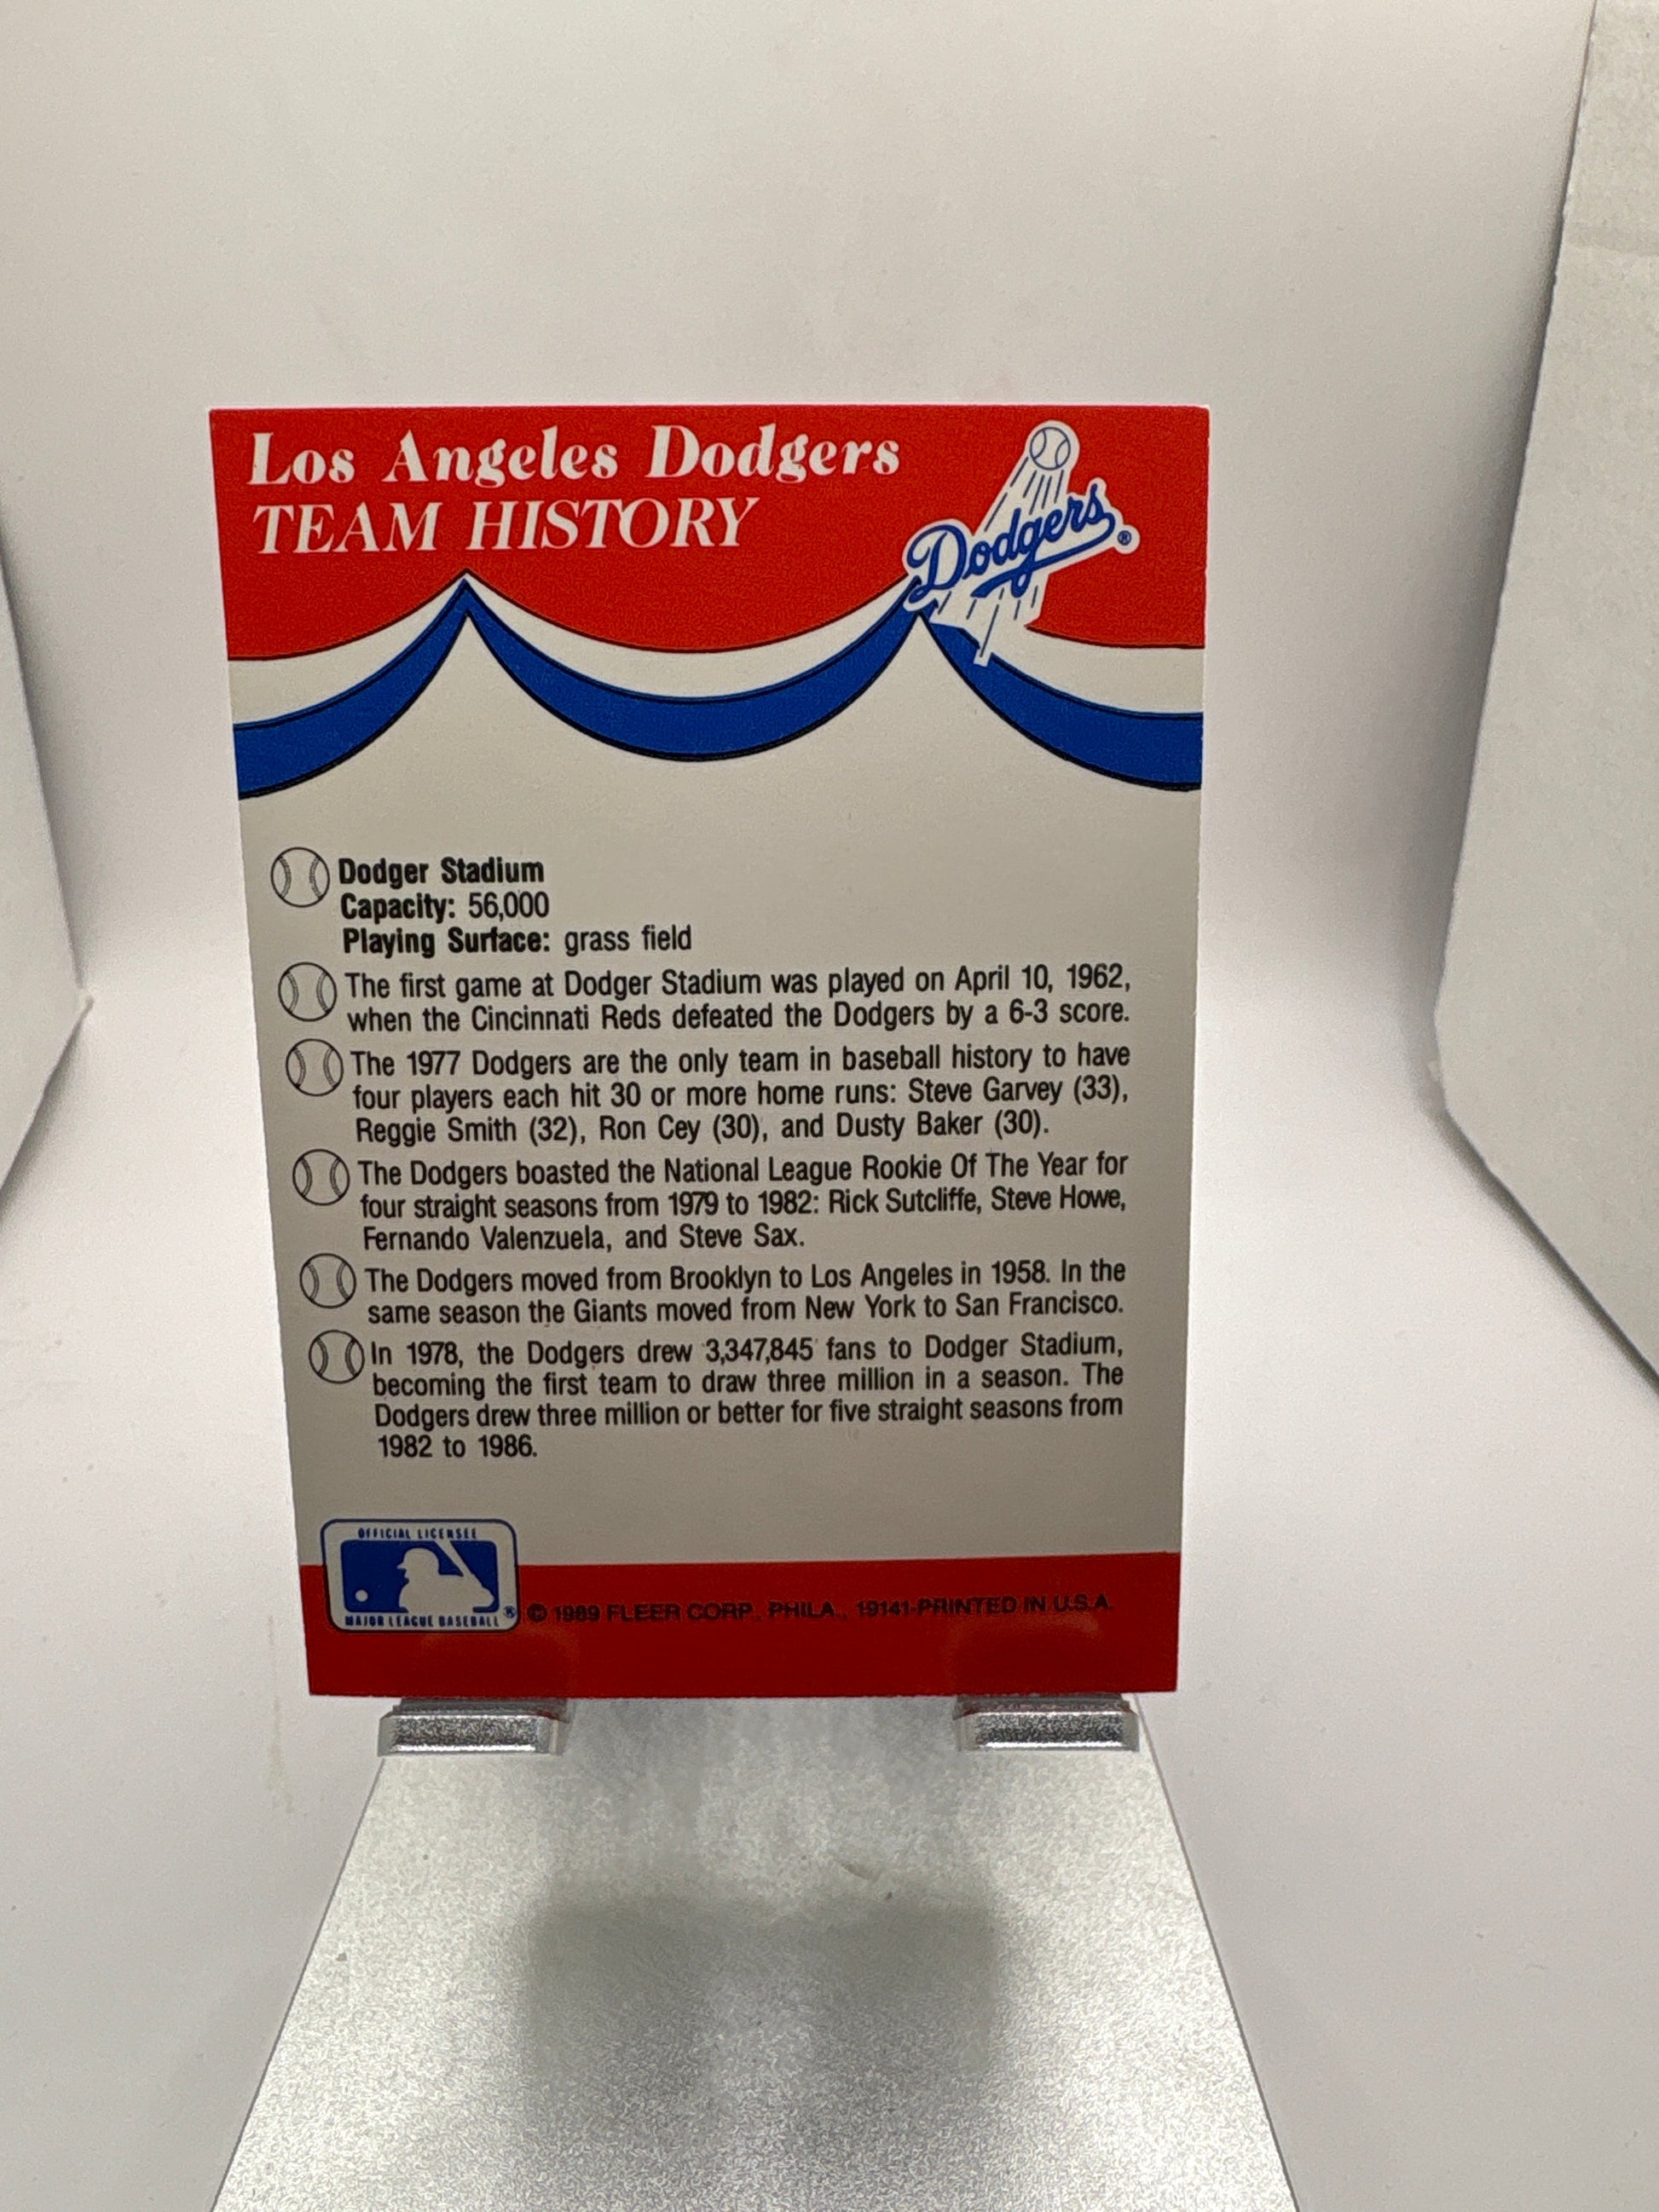 Los Angeles Dodgers
TEAM HISTORY
Dodgers ®
Dodger Stadium
Capacity: 56,000
Playing Surface: grass field
The first game at Dodger Stadium was played on April 10, 1962,
when the Cincinnati Reds defeated the Dodgers by a 6-3 score.
The 1977 Dodgers are the only team in baseball history to have
four players each hit 30 or more home runs: Steve Garvey (33),
Reggie Smith (32), Ron Cey (30), and Dusty Baker (30).
The Dodgers boasted the National League Rookie Of The Year for
four straight seasons from 1979 to 1982: Rick Sutcliffe, Steve Howe,
Fernando Valenzuela, and Steve Sax.
The Dodgers moved from Brooklyn to Los Angeles in 1958. In the
same season the Giants moved from New York to San Francisco.
In 1978, the Dodgers drew 3,347,845 fans to Dodger Stadium,
becoming the first team to draw three million in a season. The
Dodgers drew three million or better for five straight seasons from
1982 to 1986.
OFFICIAL LICENSEE
MAJOR LEAGUE BASEBALL ®
© 1989 FLEER CORP., PHILA., 19141-PRINTED IN U.S.A.